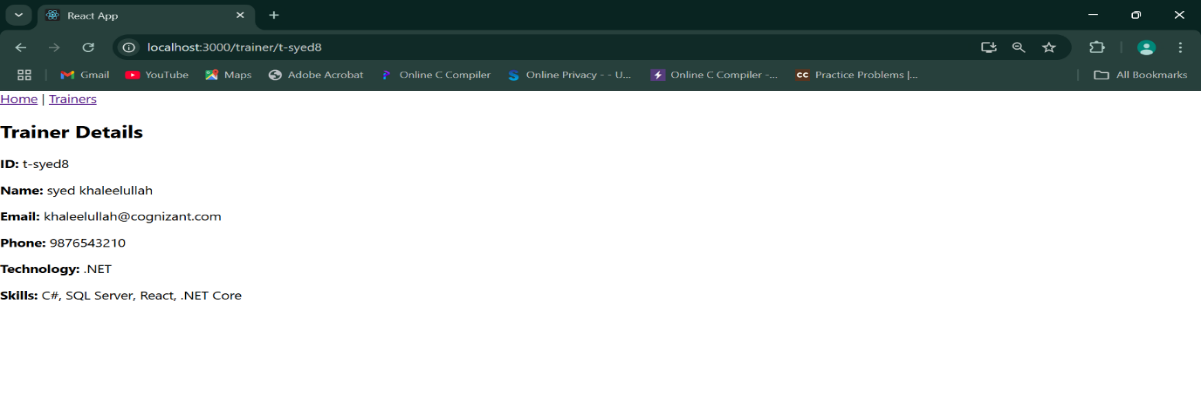 React App
localhost:3000/trainer/t-syed8
Gmail YouTube Maps Adobe Acrobat Online C Compiler Online Privacy - - U... Online C Compiler -... CC Practice Problems |... All Bookmarks
Home | Trainers
Trainer Details
ID: t-syed8
Name: syed khaleelullah
Email: khaleelullah@cognizant.com
Phone: 9876543210
Technology: .NET
Skills: C#, SQL Server, React, .NET Core